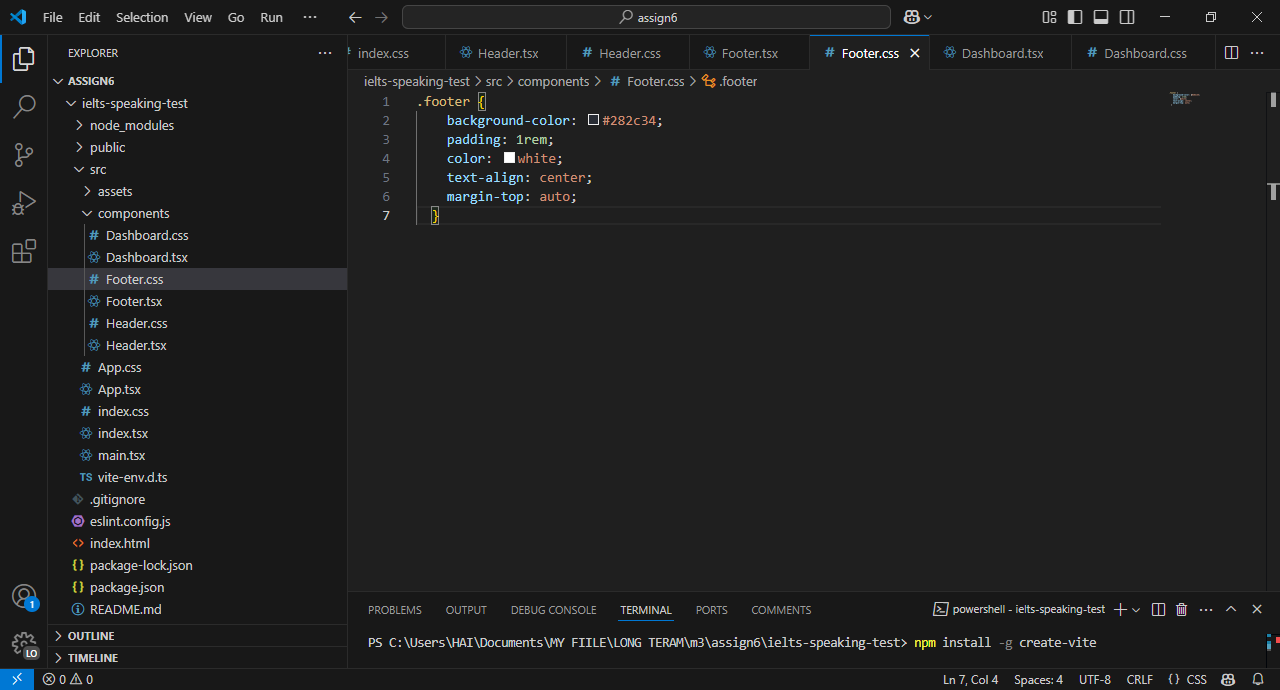 File Edit Selection View Go Run ··· assign6
EXPLORER ···
ASSIGN6
ielts-speaking-test
node_modules
public
src
assets
components
# Dashboard.css
Dashboard.tsx
# Footer.css
Footer.tsx
# Header.css
Header.tsx
# App.css
App.tsx
# index.css
index.tsx
main.tsx
TS vite-env.d.ts
.gitignore
eslint.config.js
<> index.html
{} package-lock.json
{} package.json
README.md
OUTLINE
TIMELINE
1
LO
index.css Header.tsx # Header.css Footer.tsx # Footer.css Dashboard.tsx # Dashboard.css ···
ielts-speaking-test > src > components > # Footer.css > .footer
1 .footer {
2 background-color: #282c34;
3 padding: 1rem;
4 color: white;
5 text-align: center;
6 margin-top: auto;
7 }
PROBLEMS OUTPUT DEBUG CONSOLE TERMINAL PORTS COMMENTS powershell - ielts-speaking-test ···
PS C:\Users\HAI\Documents\MY FIILE\LONG TERAM\m3\assign6\ielts-speaking-test> npm install -g create-vite
0 0 Ln 7, Col 4 Spaces: 4 UTF-8 CRLF {} CSS